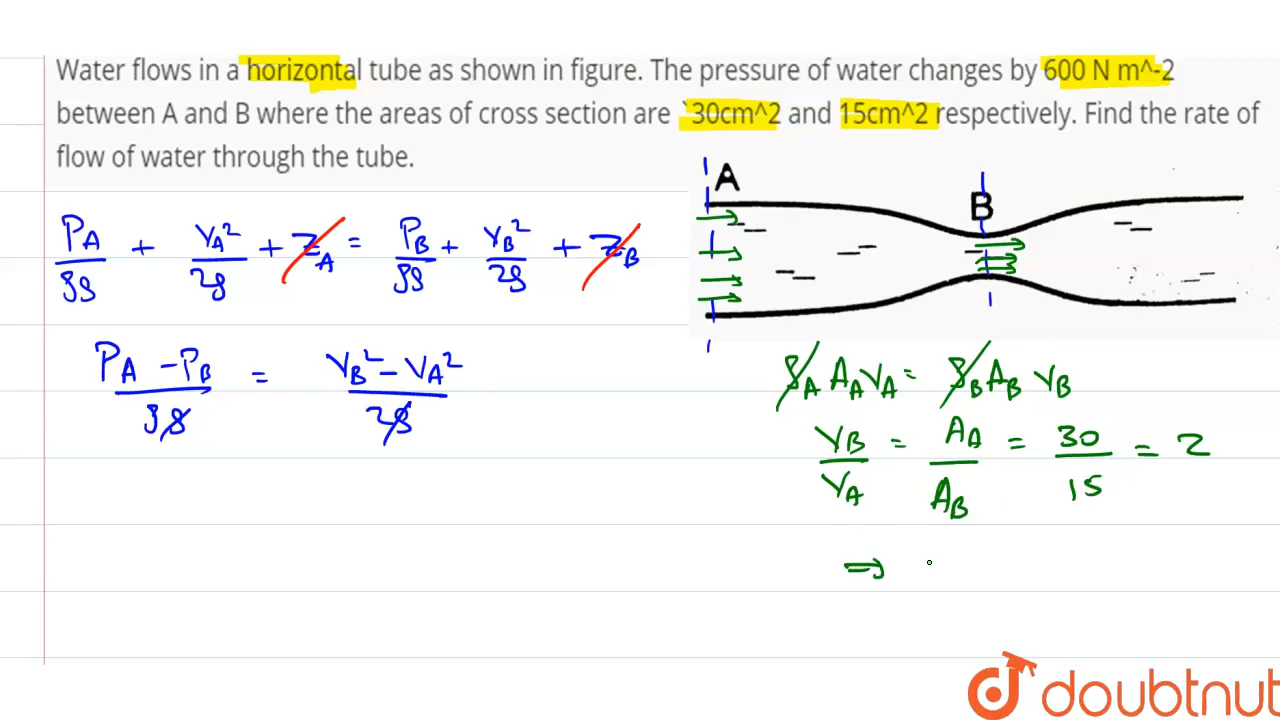 Water flows in a horizontal tube as shown in figure. The pressure of water changes by 600 N m^-2
between A and B where the areas of cross section are `30cm^2 and 15cm^2 respectively. Find the rate of
flow of water through the tube.
A
B
P_A/ρg + V_A²/2g + Z_A = P_B/ρg + V_B²/2g + Z_B
P_A - P_B/ρg = V_B² - V_A²/2g
ρ_A A_A V_A = ρ_B A_B V_B
V_B/V_A = A_A/A_B = 30/15 = 2
⇒
doubtnut